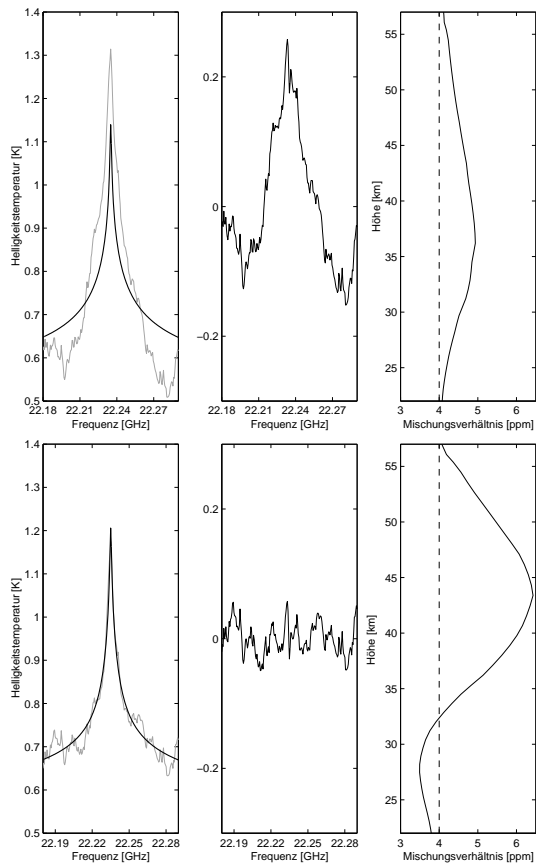 1.4
1.3
1.2
1.1
1
0.9
0.8
0.7
0.6
0.5
Helligkeitstemperatur [K]
22.18 22.21 22.24 22.27
Frequenz [GHz]
0.2
0
−0.2
22.18 22.21 22.24 22.27
Frequenz [GHz]
55
50
45
40
35
30
25
Höhe [km]
3 4 5 6
Mischungsverhältnis [ppm]
1.4
1.3
1.2
1.1
1
0.9
0.8
0.7
0.6
0.5
Helligkeitstemperatur [K]
22.19 22.22 22.25 22.28
Frequenz [GHz]
0.2
0
−0.2
22.19 22.22 22.25 22.28
Frequenz [GHz]
55
50
45
40
35
30
25
Höhe [km]
3 4 5 6
Mischungsverhältnis [ppm]